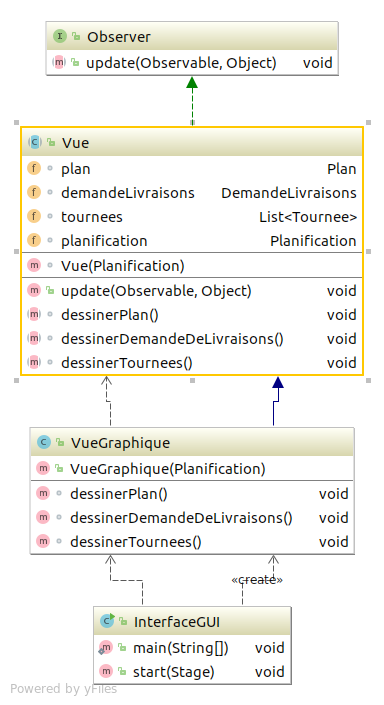 Observer
update(Observable, Object) void
Vue
plan Plan
demandeLivraisons DemandeLivraisons
tournees List<Tournee>
planification Planification
Vue(Planification)
update(Observable, Object) void
dessinerPlan() void
dessinerDemandeDeLivraisons() void
dessinerTournees() void
VueGraphique
VueGraphique(Planification)
dessinerPlan() void
dessinerDemandeDeLivraisons() void
dessinerTournees() void
«create»
InterfaceGUI
main(String[]) void
start(Stage) void
Powered by yFiles